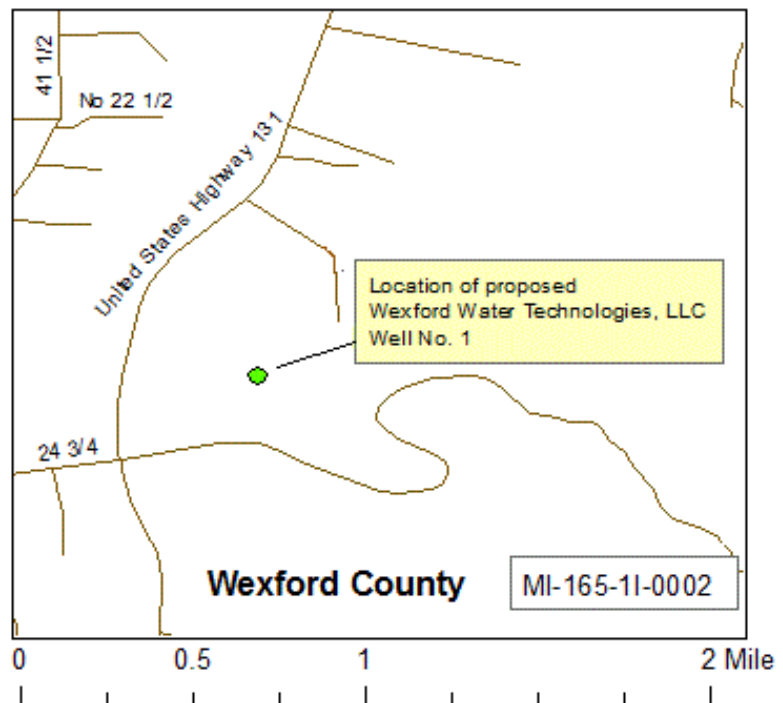 41 1/2
No 22 1/2
United States Highway 131
Location of proposed
Wexford Water Technologies, LLC
Well No. 1
24 3/4
Wexford County
MI-165-1I-0002
0 0.5 1 2 Mile